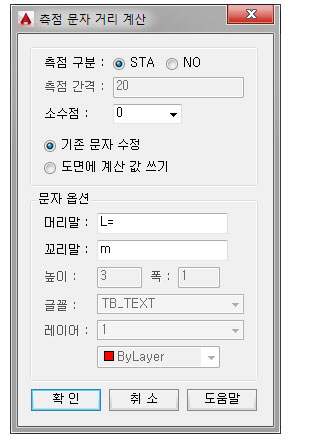 측점 문자 거리 계산
측점 구분 : STA NO
측점 간격 : 20
소수점 : 0
기존 문자 수정
도면에 계산 값 쓰기
문자 옵션
머리말 : L=
꼬리말 : m
높이 : 3 폭 : 1
글꼴 : TB_TEXT
레이어 : 1
ByLayer
확 인 취 소 도움말